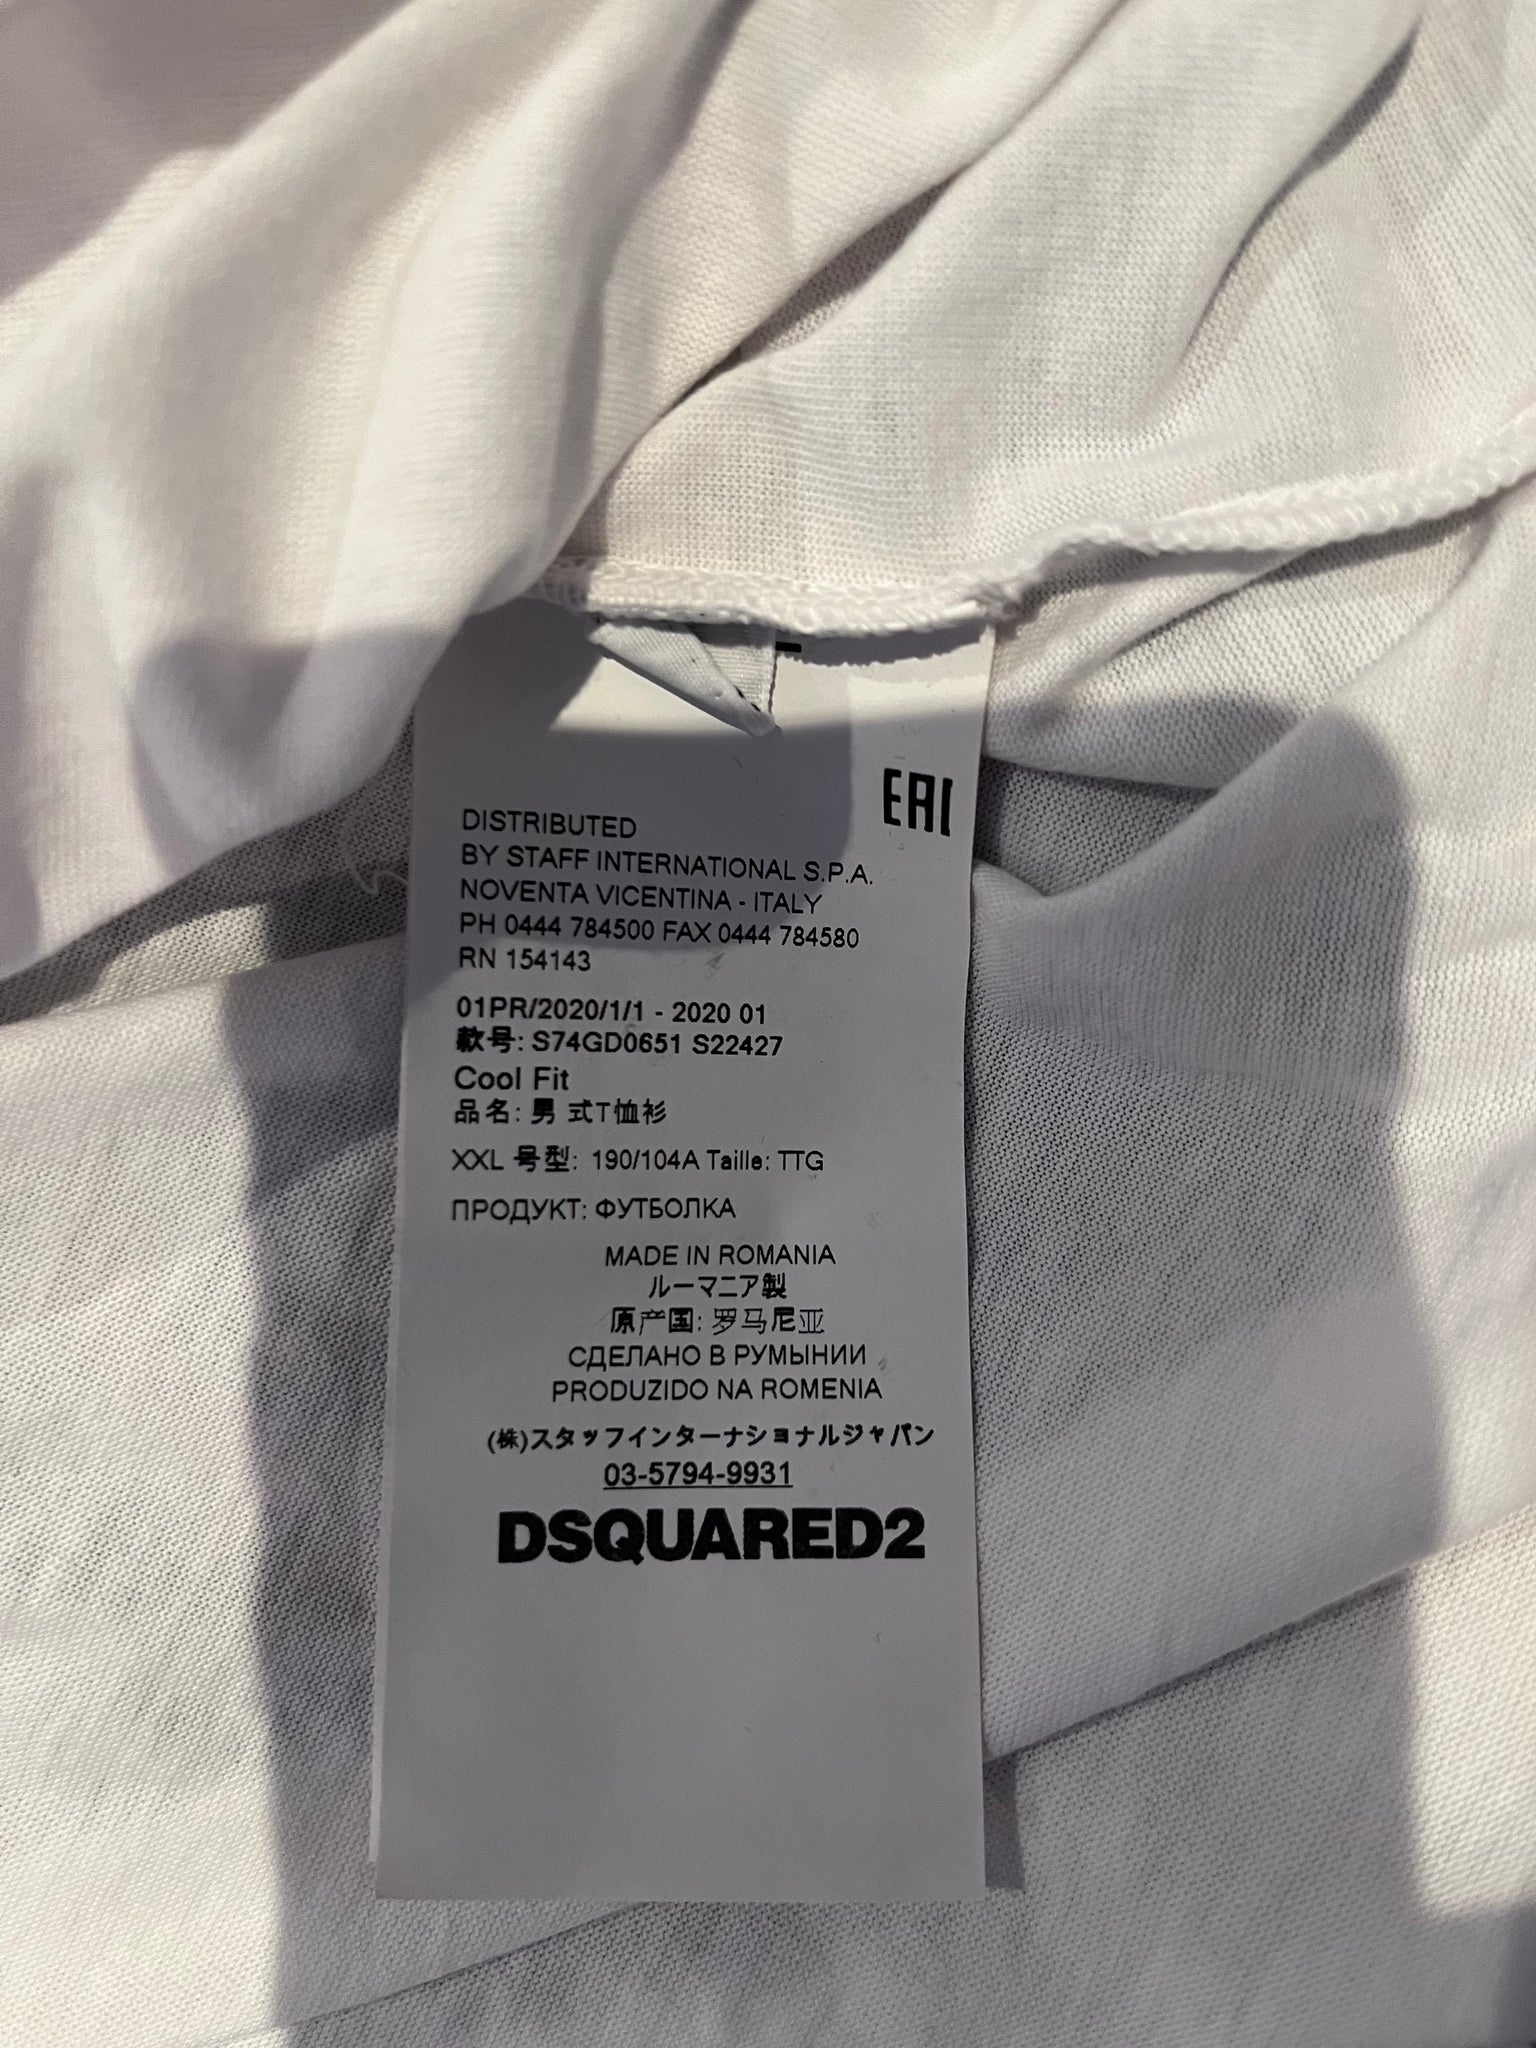 EAC
DISTRIBUTED
BY STAFF INTERNATIONAL S.P.A.
NOVENTA VICENTINA - ITALY
PH 0444 784500 FAX 0444 784580
RN 154143
01PR/2020/1/1 - 2020 01
款号: S74GD0651 S22427
Cool Fit
品名: 男 式T恤衫
XXL 号型: 190/104A Taille: TTG
ПРОДУКТ: ФУТБОЛКА
MADE IN ROMANIA
ルーマニア製
原产国: 罗马尼亚
СДЕЛАНО В РУМЫНИИ
PRODUZIDO NA ROMENIA
(株)スタッフインターナショナルジャパン
03-5794-9931
DSQUARED2